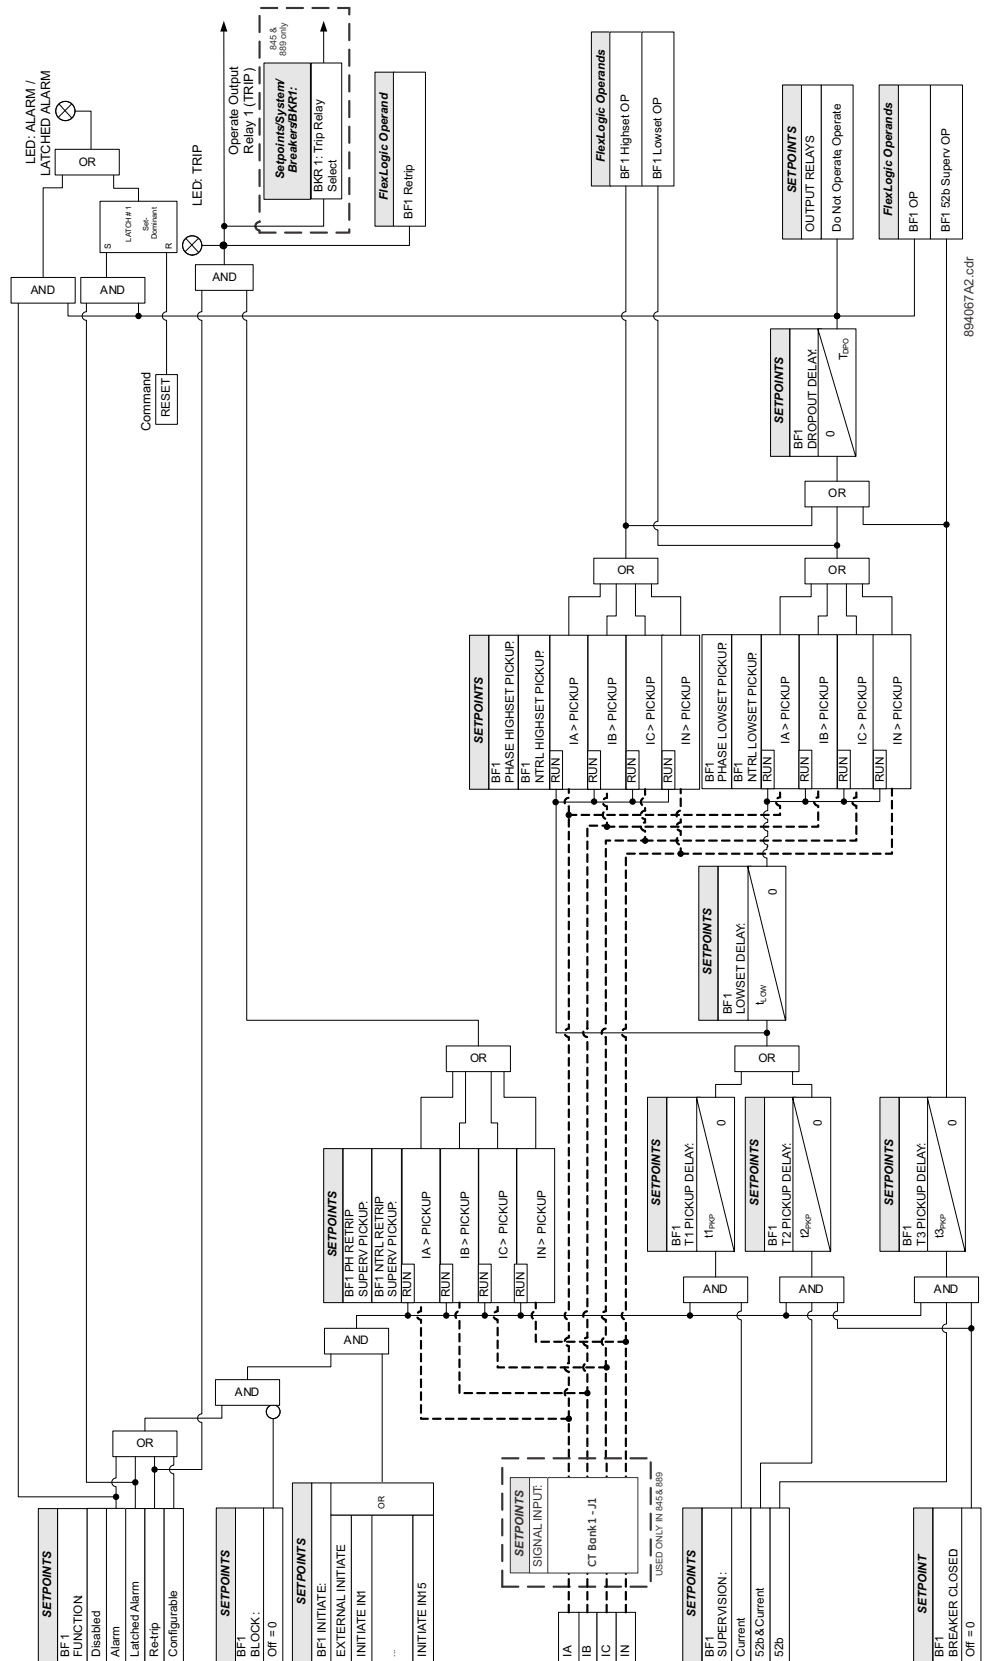 SETPOINTS
BF1
FUNCTION
Disabled
Alarm
Latched Alarm
Re-trip
Configurable
SETPOINTS
BF1
BLOCK:
Off = 0
SETPOINTS
BF1 INITIATE:
EXTERNAL INITIATE
INITIATE IN1
...
INITIATE IN15
OR
IA
IB
IC
IN
SETPOINTS
SIGNAL INPUT:
CT Bank 1 - J1
USED ONLY IN 845 & 889
SETPOINTS
BF1
SUPERVISION:
Current
52b & Current
52b
SETPOINT
BF1
BREAKER CLOSED
Off = 0
OR
AND
AND
SETPOINTS
BF1 PH RETRIP
SUPERV PICKUP:
BF1 NTRL RETRIP
SUPERV PICKUP:
RUN
IA > PICKUP
RUN
IB > PICKUP
RUN
IC > PICKUP
RUN
IN > PICKUP
OR
AND
AND
AND
SETPOINTS
BF1
T1 PICKUP DELAY:
t1PKP
0
SETPOINTS
BF1
T2 PICKUP DELAY:
t2PKP
0
SETPOINTS
BF1
T3 PICKUP DELAY:
t3PKP
0
OR
SETPOINTS
BF1
LOWSET DELAY:
tLOW
0
SETPOINTS
BF1
PHASE HIGHSET PICKUP:
BF1
NTRL HIGHSET PICKUP:
RUN
IA > PICKUP
RUN
IB > PICKUP
RUN
IC > PICKUP
RUN
IN > PICKUP
BF1
PHASE LOWSET PICKUP:
BF1
NTRL LOWSET PICKUP:
RUN
IA > PICKUP
RUN
IB > PICKUP
RUN
IC > PICKUP
RUN
IN > PICKUP
OR
OR
OR
SETPOINTS
BF1
DROPOUT DELAY:
0
TDPO
Command
RESET
AND
AND
AND
S
LATCH # 1
Set-
Dominant
R
OR
LED: ALARM /
LATCHED ALARM
LED: TRIP
Operate Output
Relay 1 (TRIP)
845 &
889 only
Setpoints/System/
Breakers/BKR1:
BKR 1: Trip Relay
Select
FlexLogic Operand
BF1 Retrip
FlexLogic Operands
BF1 Highset OP
BF1 Lowset OP
SETPOINTS
OUTPUT RELAYS
Do Not Operate, Operate
FlexLogic Operands
BF1 OP
BF1 52b Superv OP
894067A2.cdr